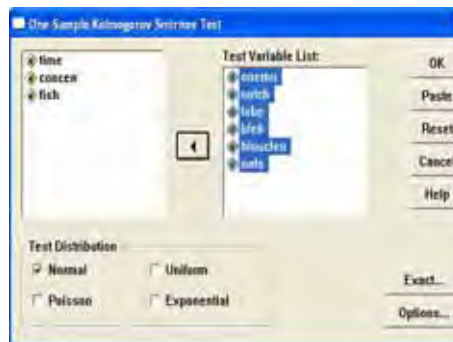 One Sample Kolmogorov Smirnov Test
time
concen
fish
Test Variable List:
notch
OK
Paste
Reset
Cancel
Help
Test Distribution
Normal
Uniform
Poisson
Exponential
Exact...
Options...